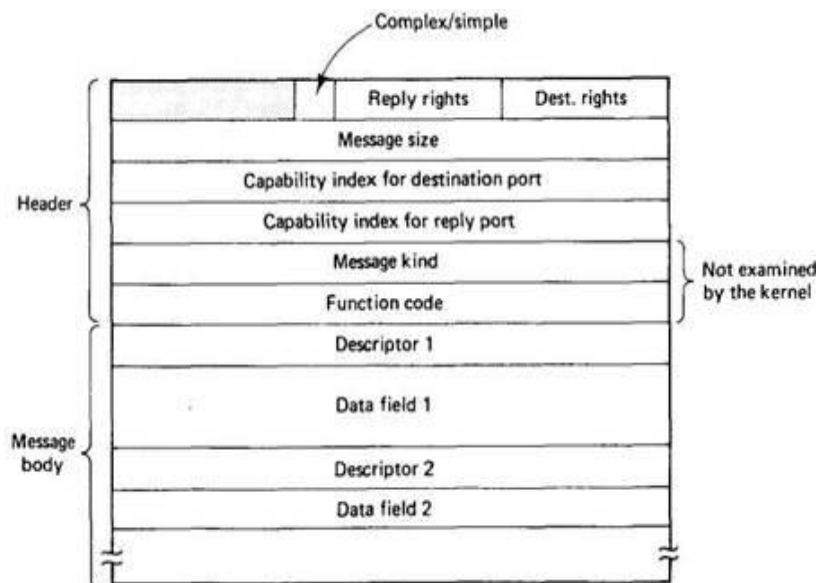 Complex/simple
Reply rights
Dest. rights
Message size
Capability index for destination port
Header
Capability index for reply port
Message kind
Not examined
by the kernel
Function code
Descriptor 1
Data field 1
Message
body
Descriptor 2
Data field 2